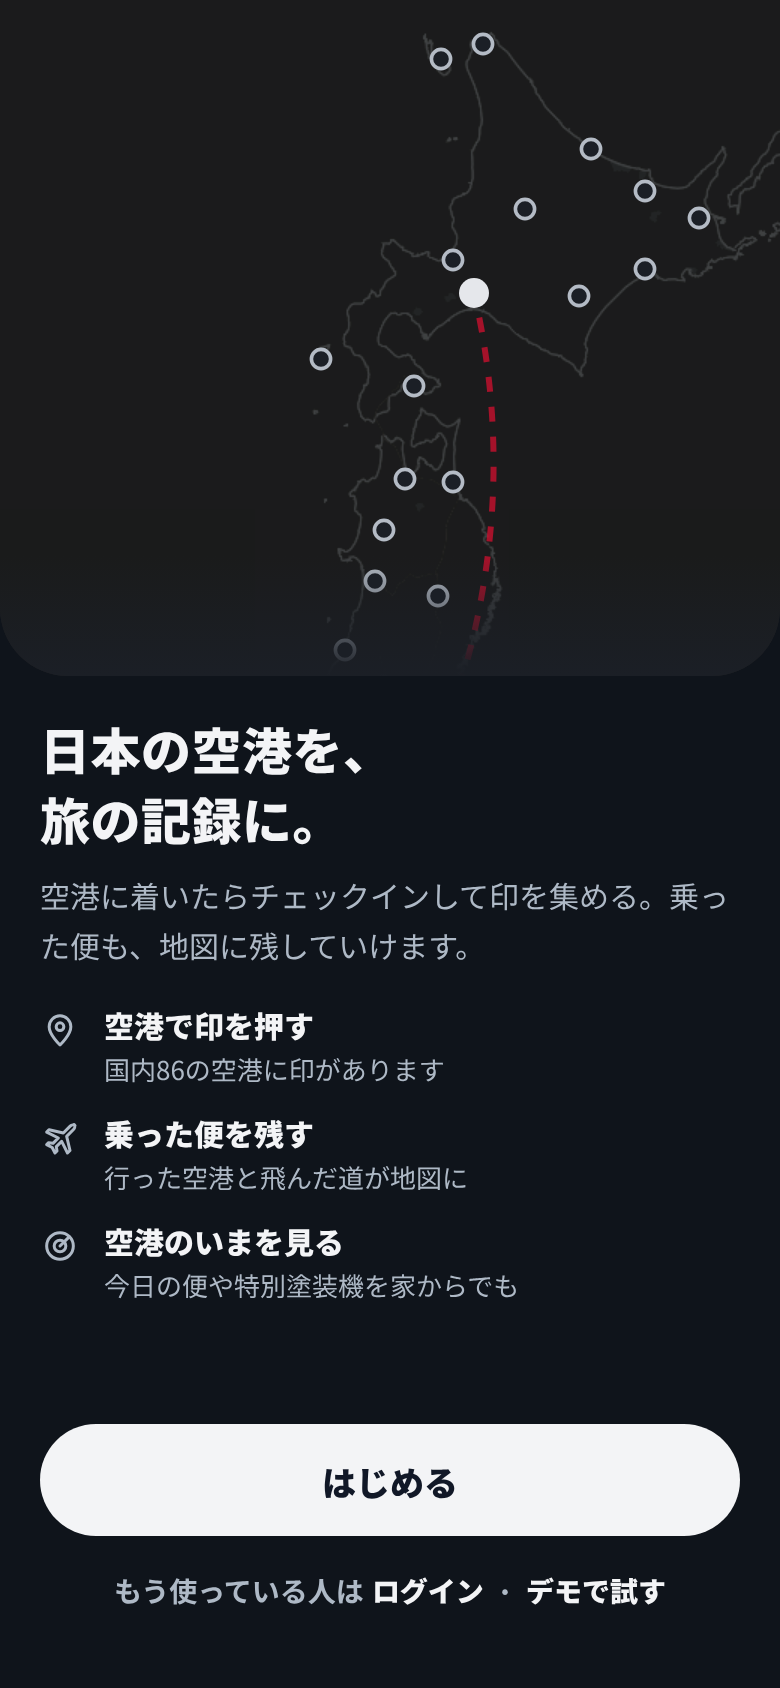 日本の空港を、
旅の記録に。
空港に着いたらチェックインして印を集める。乗っ
た便も、地図に残していけます。
空港で印を押す
国内86の空港に印があります
乗った便を残す
行った空港と飛んだ道が地図に
空港のいまを見る
今日の便や特別塗装機を家からでも
はじめる
もう使っている人は ログイン ・ デモで試す